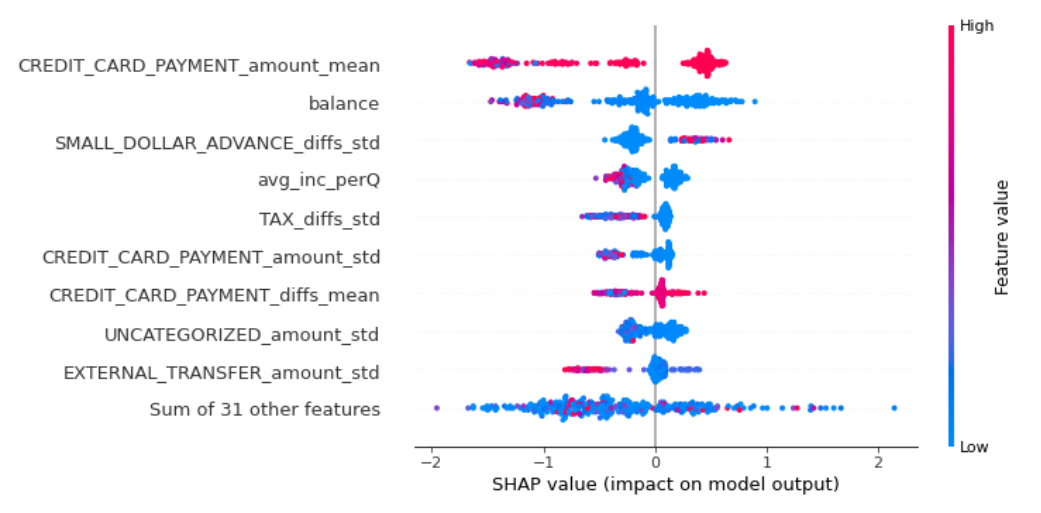 High
CREDIT_CARD_PAYMENT_amount_mean
balance
SMALL_DOLLAR_ADVANCE_diffs_std
avg_inc_perQ
TAX_diffs_std
CREDIT_CARD_PAYMENT_amount_std
CREDIT_CARD_PAYMENT_diffs_mean
UNCATEGORIZED_amount_std
EXTERNAL_TRANSFER_amount_std
Sum of 31 other features
Feature value
Low
−2 −1 0 1 2
SHAP value (impact on model output)